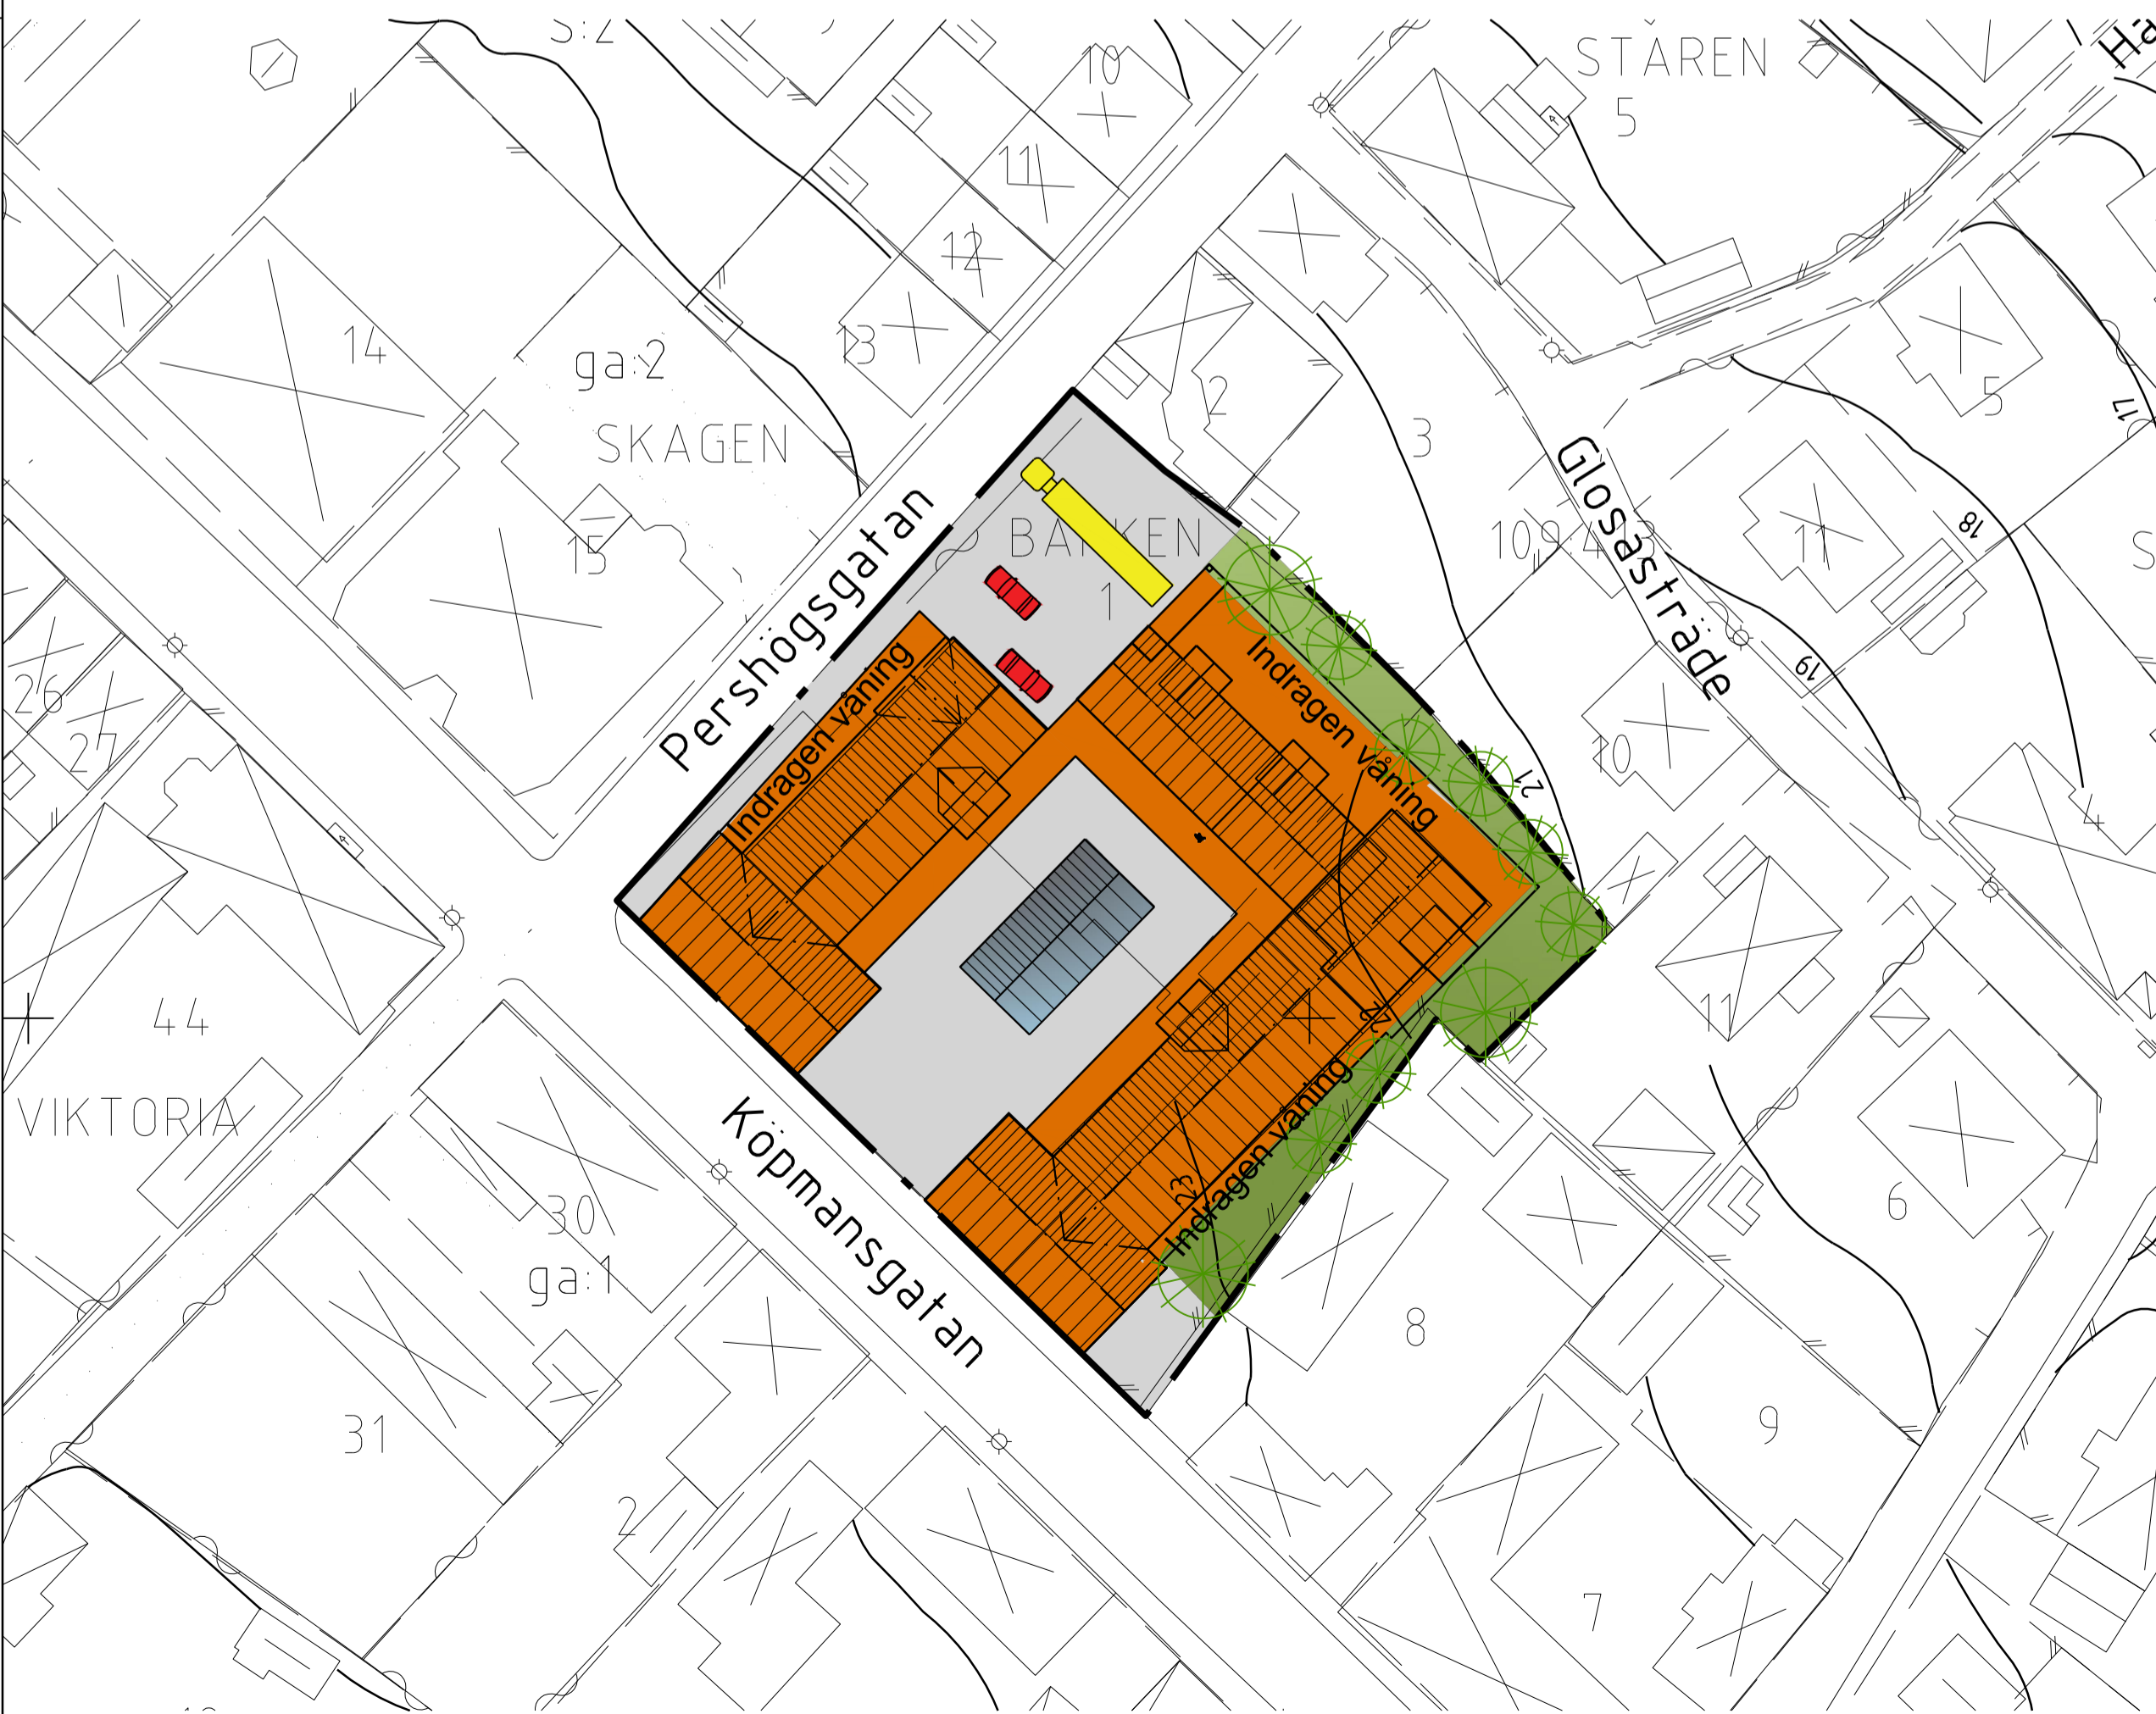 S:2
10
STAREN
5
11
12
13
14
ga:2
SKAGEN
15
2
3
5
17
Pershögsgatan
BAKKEN
1
109:4
Glosasträde
11
18
19
26
27
Indragen våning
Indragen våning
21
10
4
44
22
11
VIKTORIA
Köpmansgatan
23
Indragen våning
30
ga:1
6
8
31
9
2
7